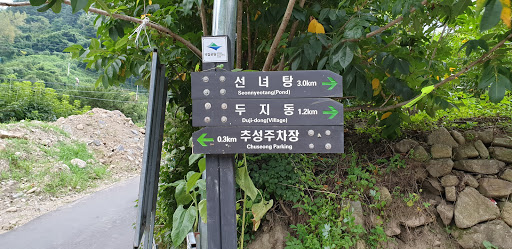 선녀탕 3.0km
Seonnyeotang(Pond)
두지동 1.2km
Duji-dong(Village)
0.3km 추성주차장
Chuseong Parking